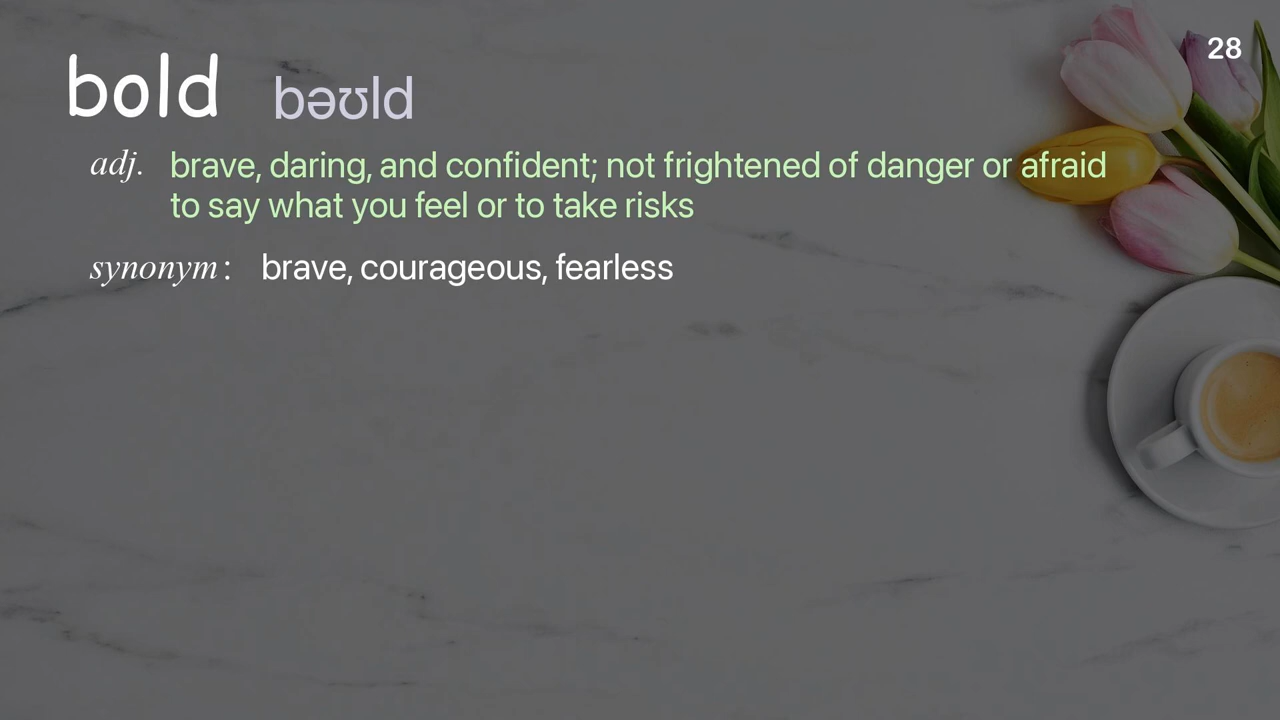 28
bold bəʊld
adj. brave, daring, and confident; not frightened of danger or afraid
to say what you feel or to take risks
synonym: brave, courageous, fearless